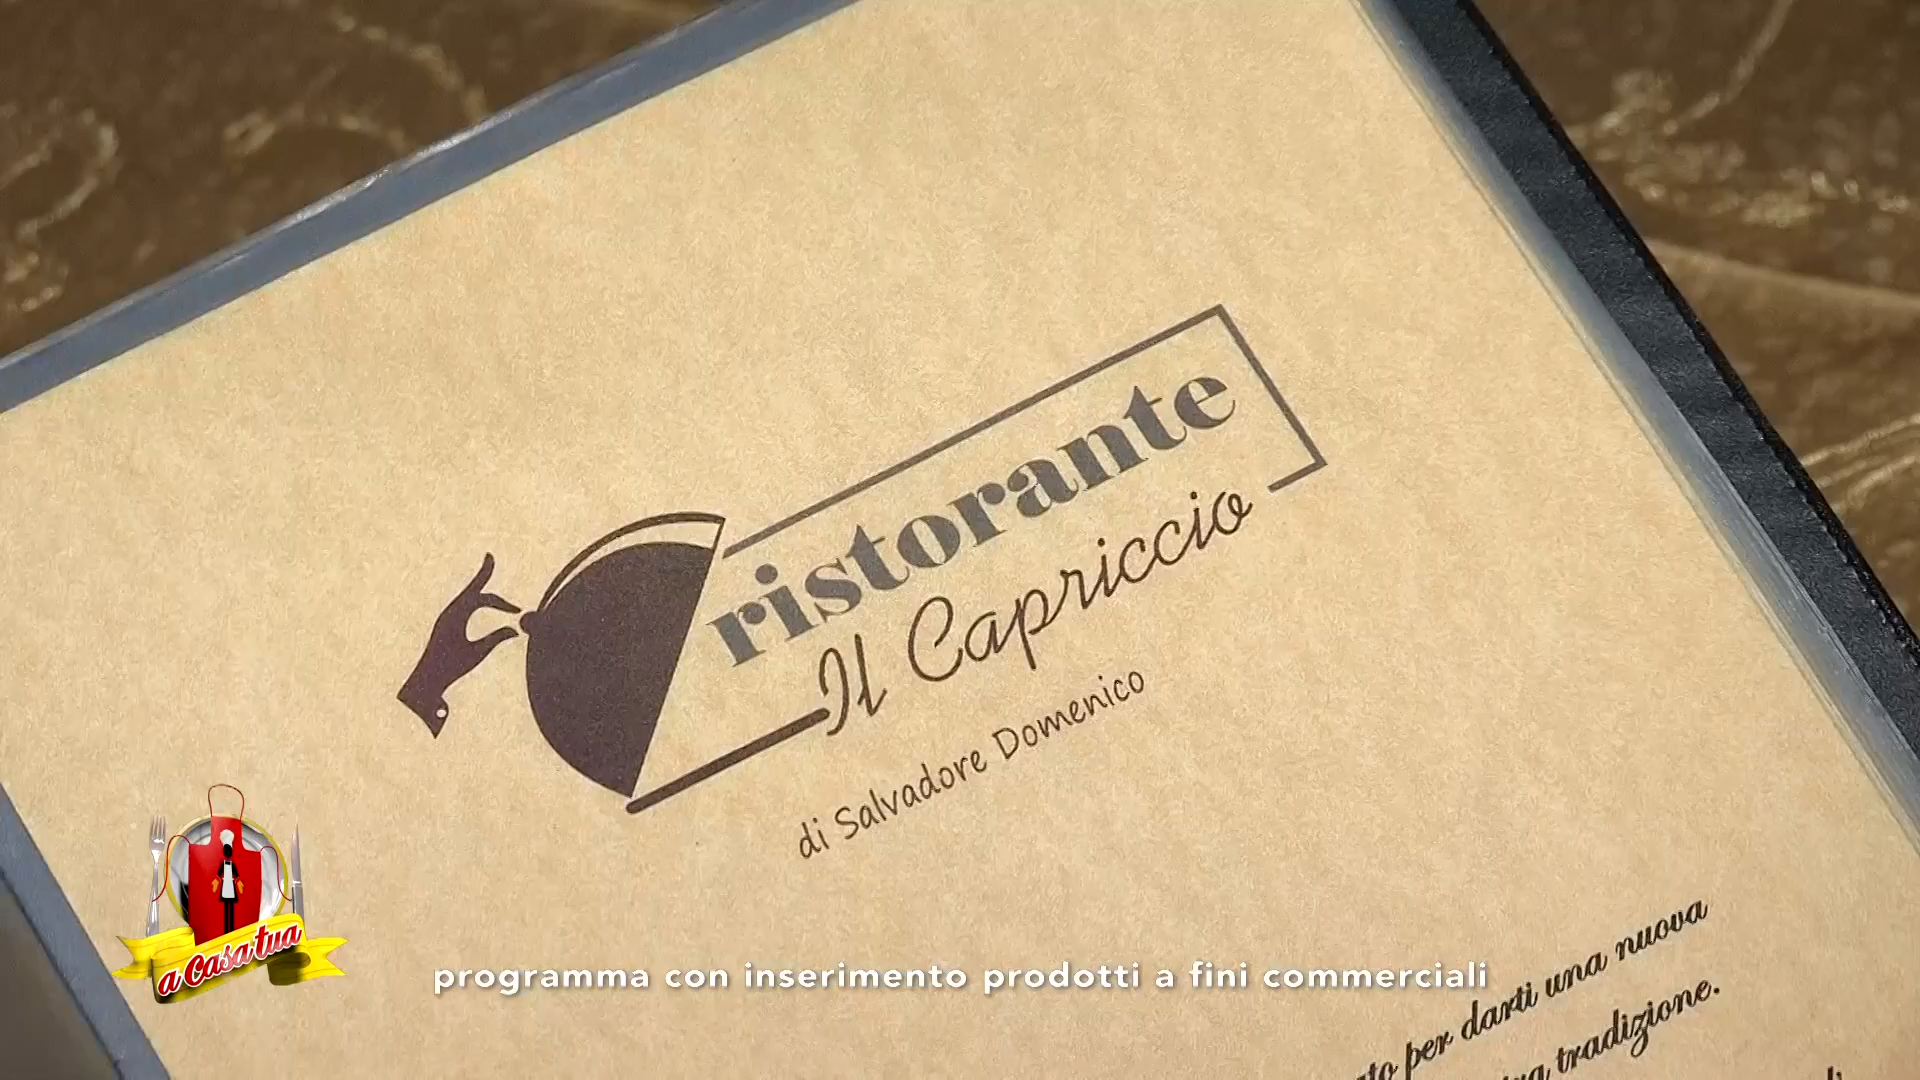 ristorante
Il Capriccio
di Salvadore Domenico
per darti una nuova
tradizione.
a Casa tua
programma con inserimento prodotti a fini commerciali